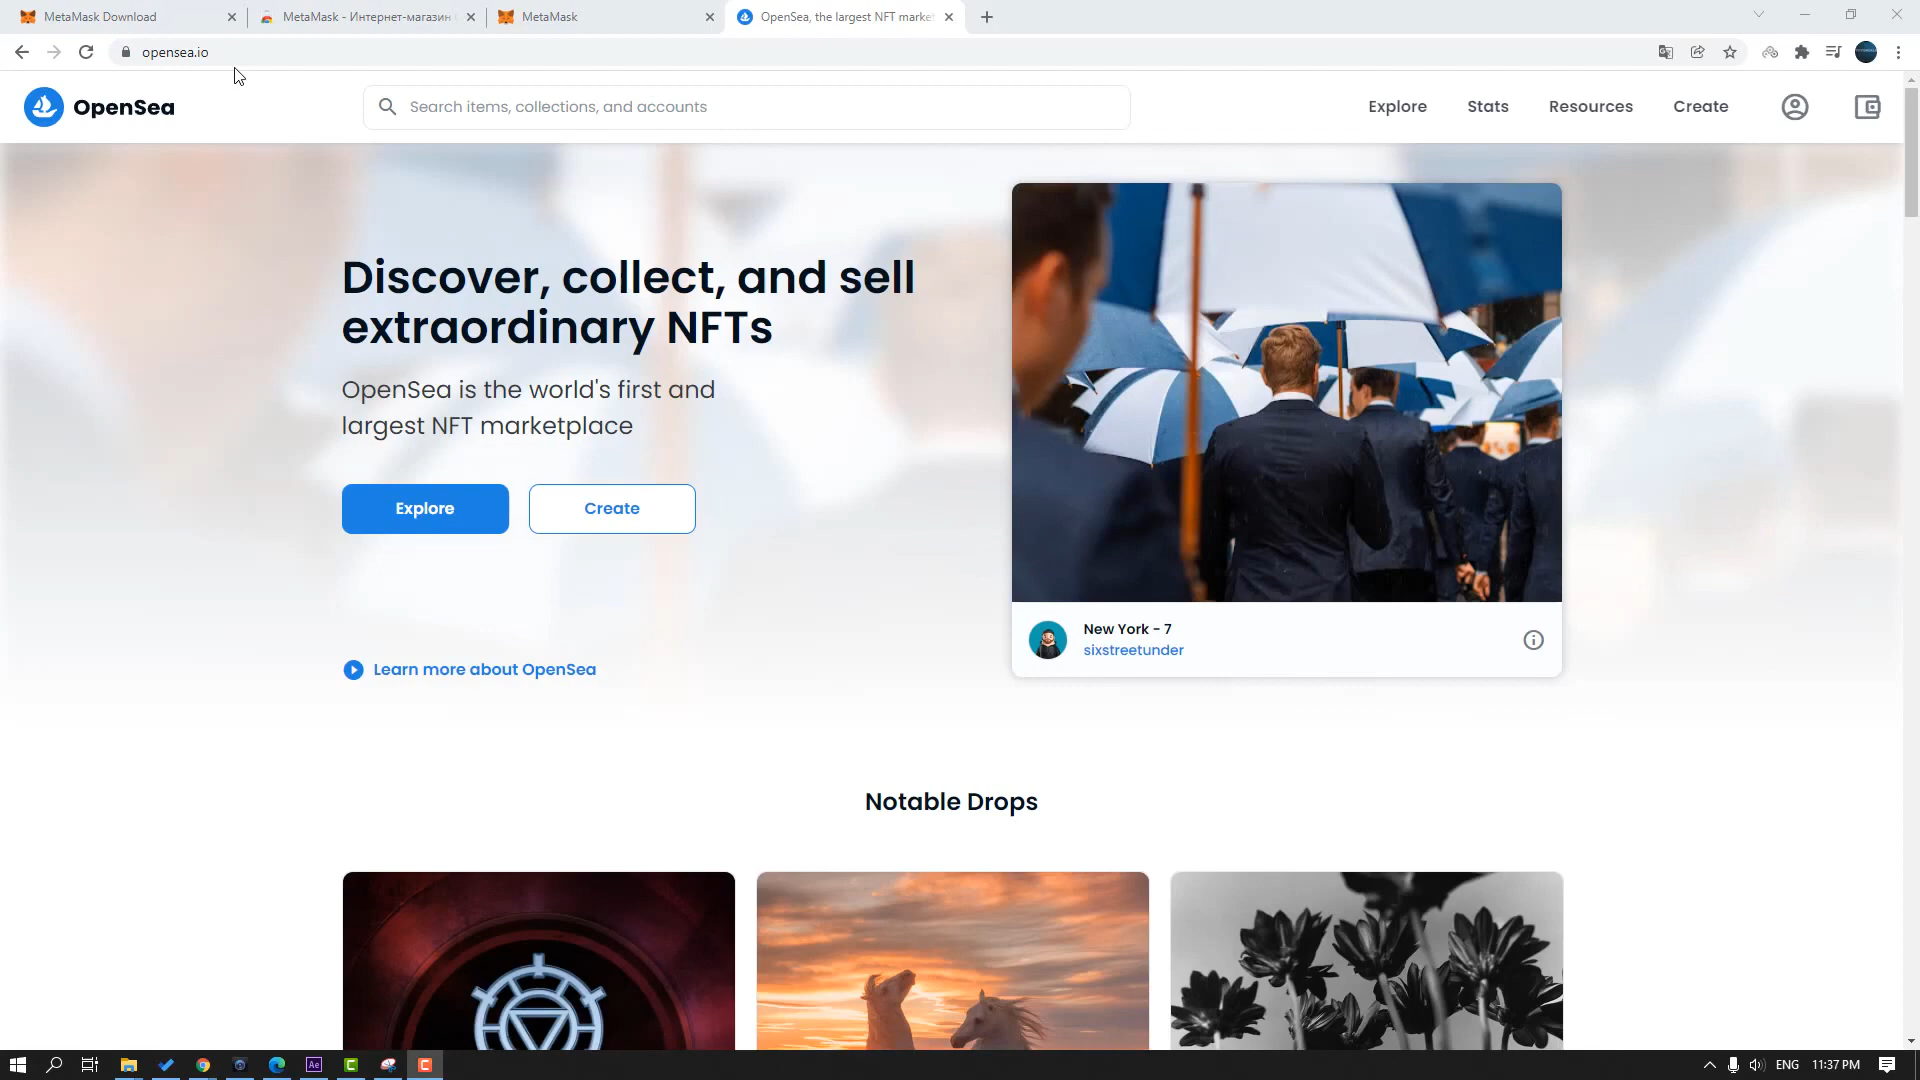 MetaMask Download
MetaMask - Интернет-магазин
MetaMask
OpenSea, the largest NFT marke
opensea.io
OpenSea
Search items, collections, and accounts
Explore
Stats
Resources
Create
Discover, collect, and sell
extraordinary NFTs
OpenSea is the world's first and
largest NFT marketplace
Explore
Create
New York - 7
sixstreetunder
Learn more about OpenSea
Notable Drops
Ae
C
C
ENG
11:37 PM